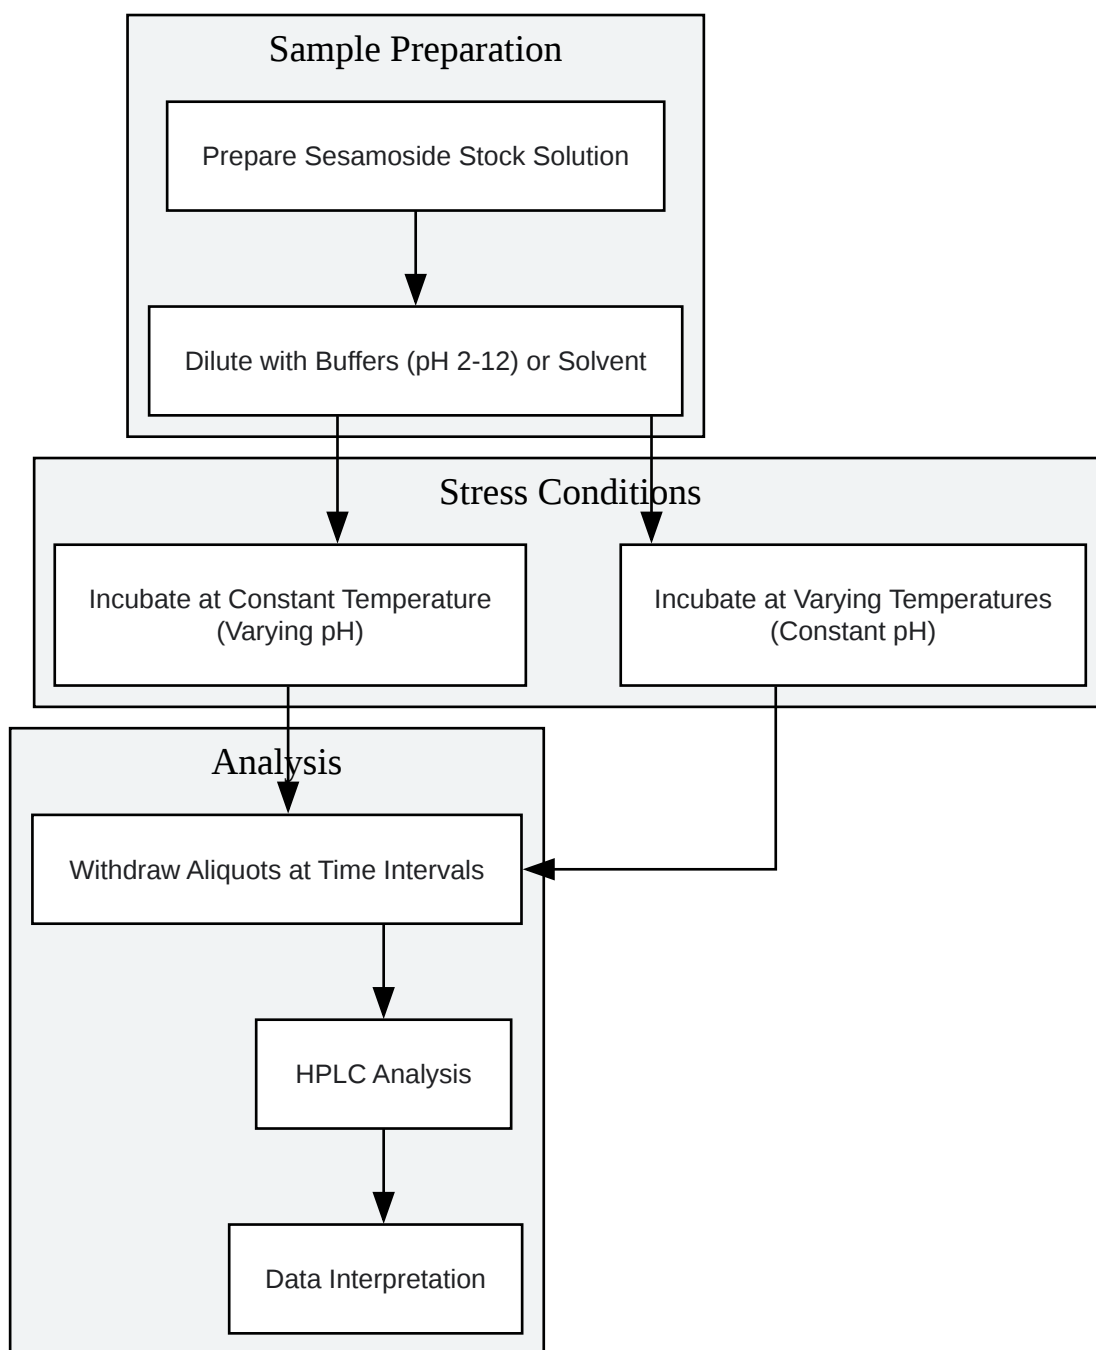 Sample Preparation
Prepare Sesamoside Stock Solution
Dilute with Buffers (pH 2-12) or Solvent
Stress Conditions
Incubate at Constant Temperature
(Varying pH)
Incubate at Varying Temperatures
(Constant pH)
Analysis
Withdraw Aliquots at Time Intervals
HPLC Analysis
Data Interpretation